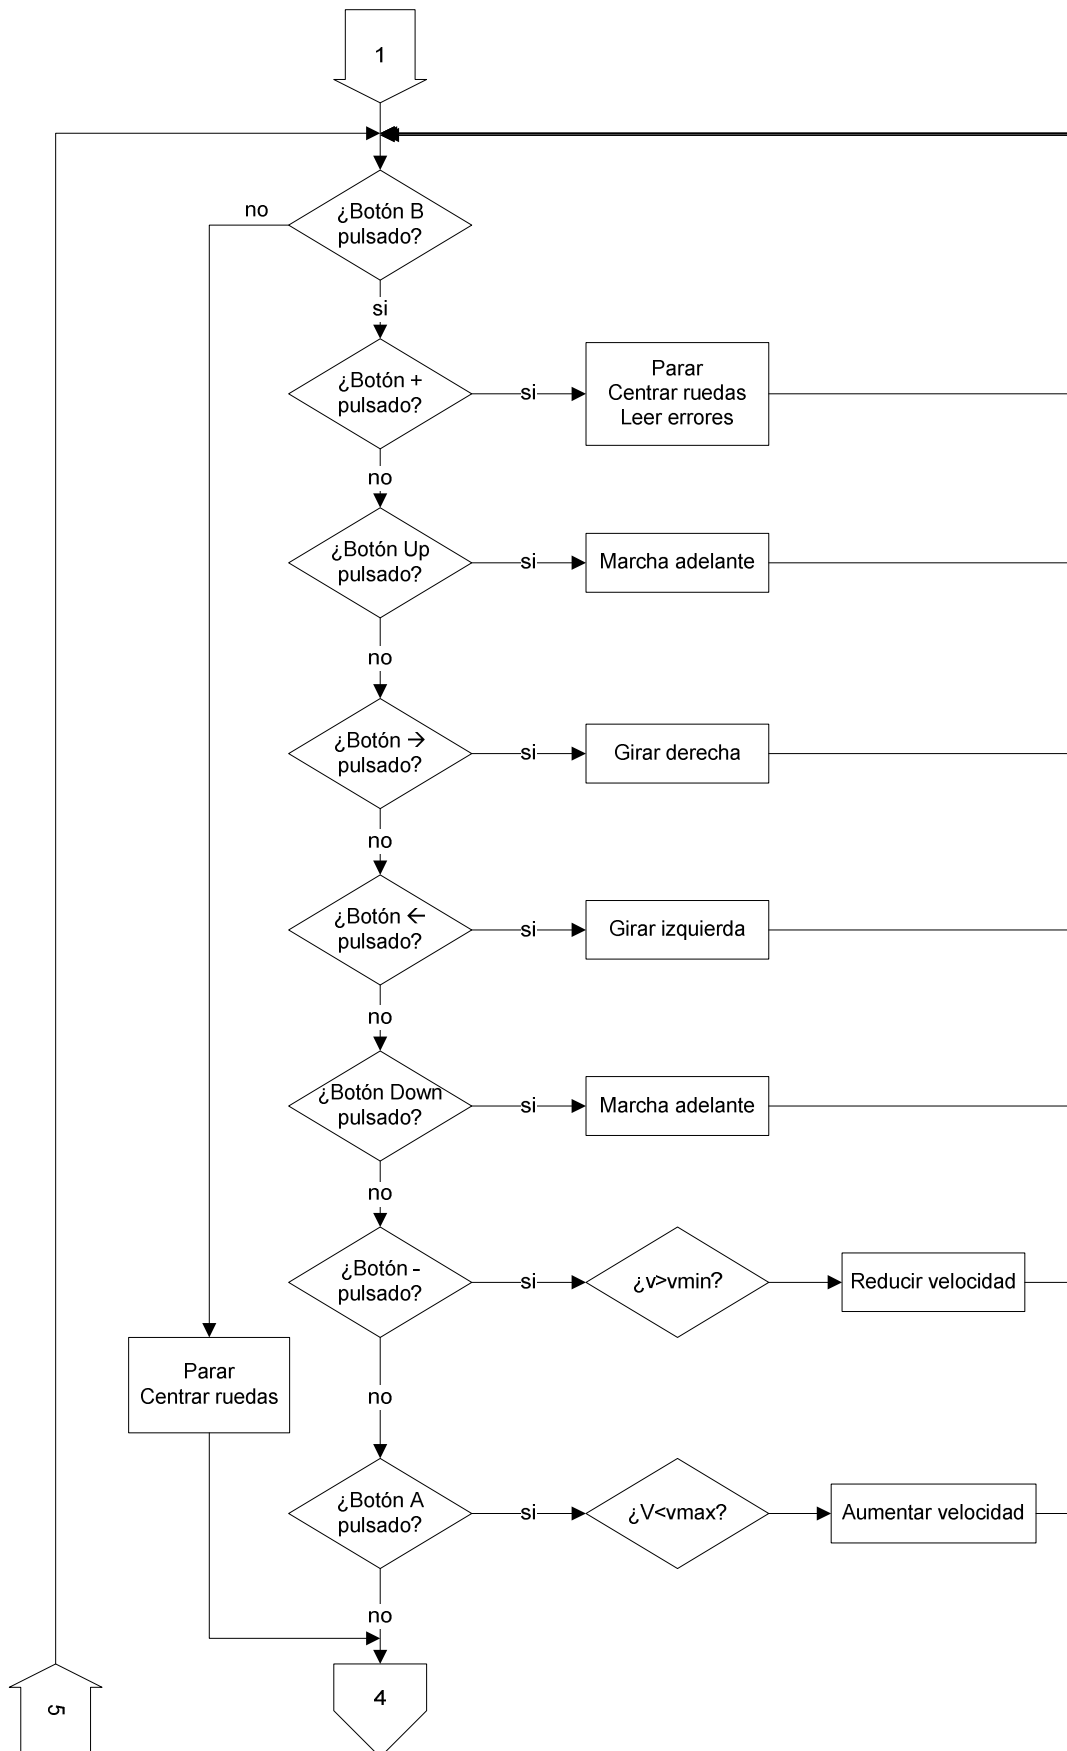 1
¿Botón B
pulsado?
no
si
¿Botón +
pulsado?
si
Parar
Centrar ruedas
Leer errores
no
¿Botón Up
pulsado?
si
Marcha adelante
no
¿Botón →
pulsado?
si
Girar derecha
no
¿Botón ←
pulsado?
si
Girar izquierda
no
¿Botón Down
pulsado?
si
Marcha adelante
no
¿Botón -
pulsado?
si
¿v>vmin?
Reducir velocidad
Parar
Centrar ruedas
no
¿Botón A
pulsado?
si
¿V<vmax?
Aumentar velocidad
no
5
4